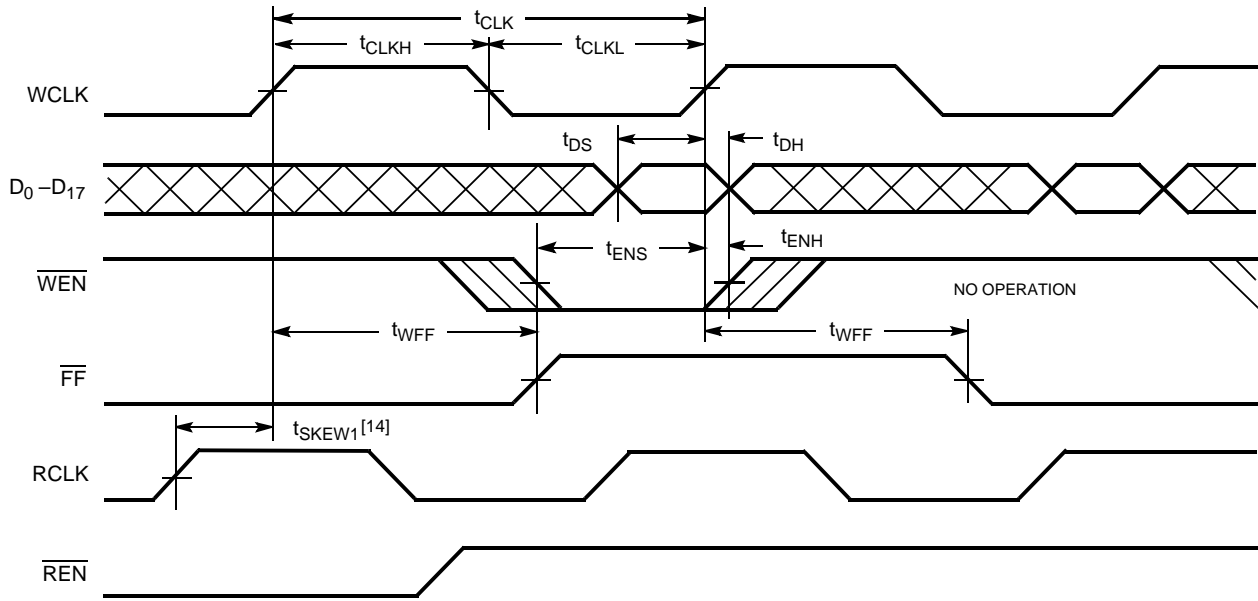 tCLK
tCLKH tCLKL
WCLK
tDS tDH
D0 –D17
tENS tENH
WEN
NO OPERATION
tWFF tWFF
FF
tSKEW1[14]
RCLK
REN